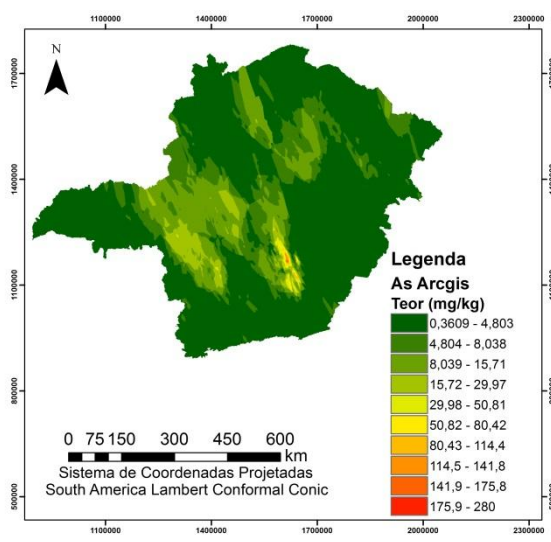 1100000 1400000 1700000 2000000 2300000
N
1700000 1700000
1400000 1400000
1100000
800000 800000
500000
Legenda
As Arcgis
Teor (mg/kg)
0,3609 - 4,803
4,804 - 8,038
8,039 - 15,71
15,72 - 29,97
29,98 - 50,81
50,82 - 80,42
80,43 - 114,4
114,5 - 141,8
141,9 - 175,8
175,9 - 280
0 75 150 300 450 600
km
Sistema de Coordenadas Projetadas
South America Lambert Conformal Conic
1100000 1400000 1700000 2000000 2300000